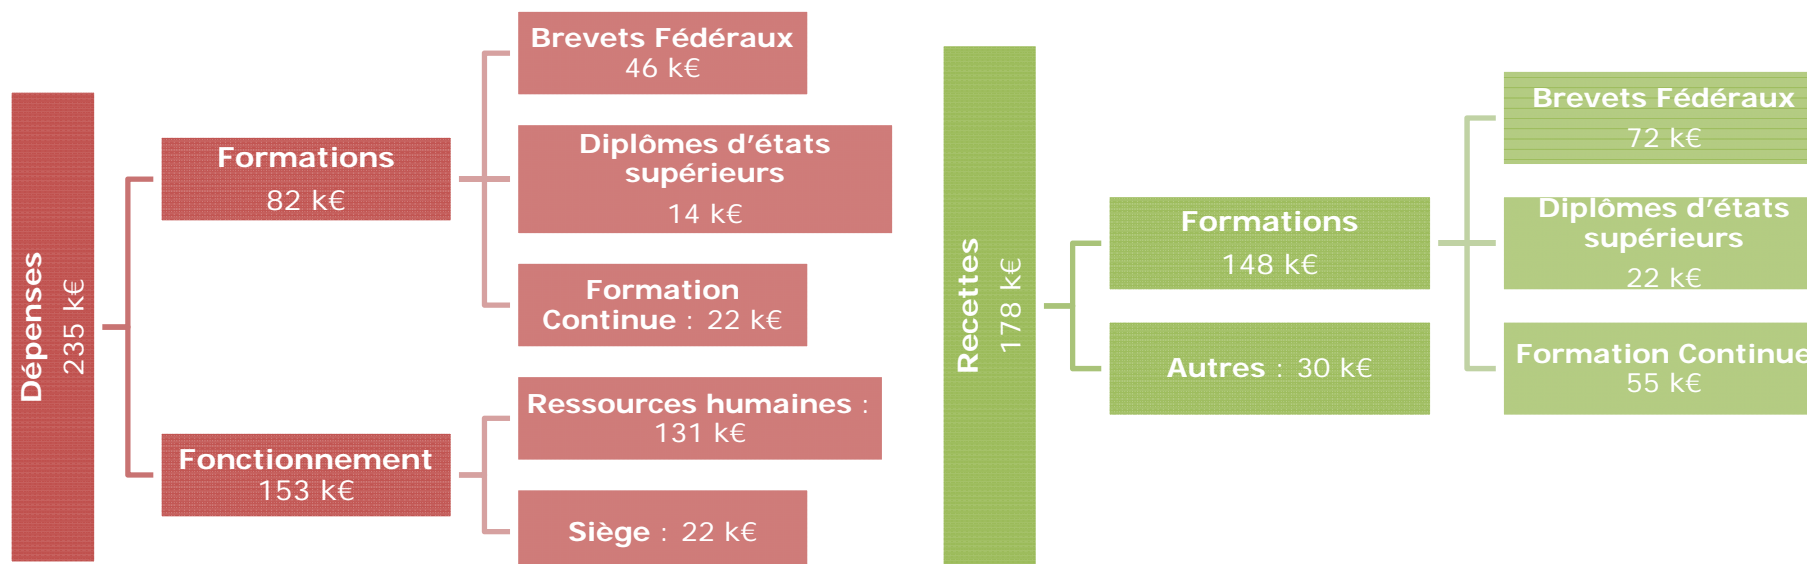 Dépenses
235 k€
Formations
82 k€
Brevets Fédéraux
46 k€
Diplômes d’états
supérieurs
14 k€
Formation
Continue : 22 k€
Fonctionnement
153 k€
Ressources humaines :
131 k€
Siège : 22 k€
Recettes
178 k€
Formations
148 k€
Brevets Fédéraux
72 k€
Diplômes d’états
supérieurs
22 k€
Formation Continue
55 k€
Autres : 30 k€